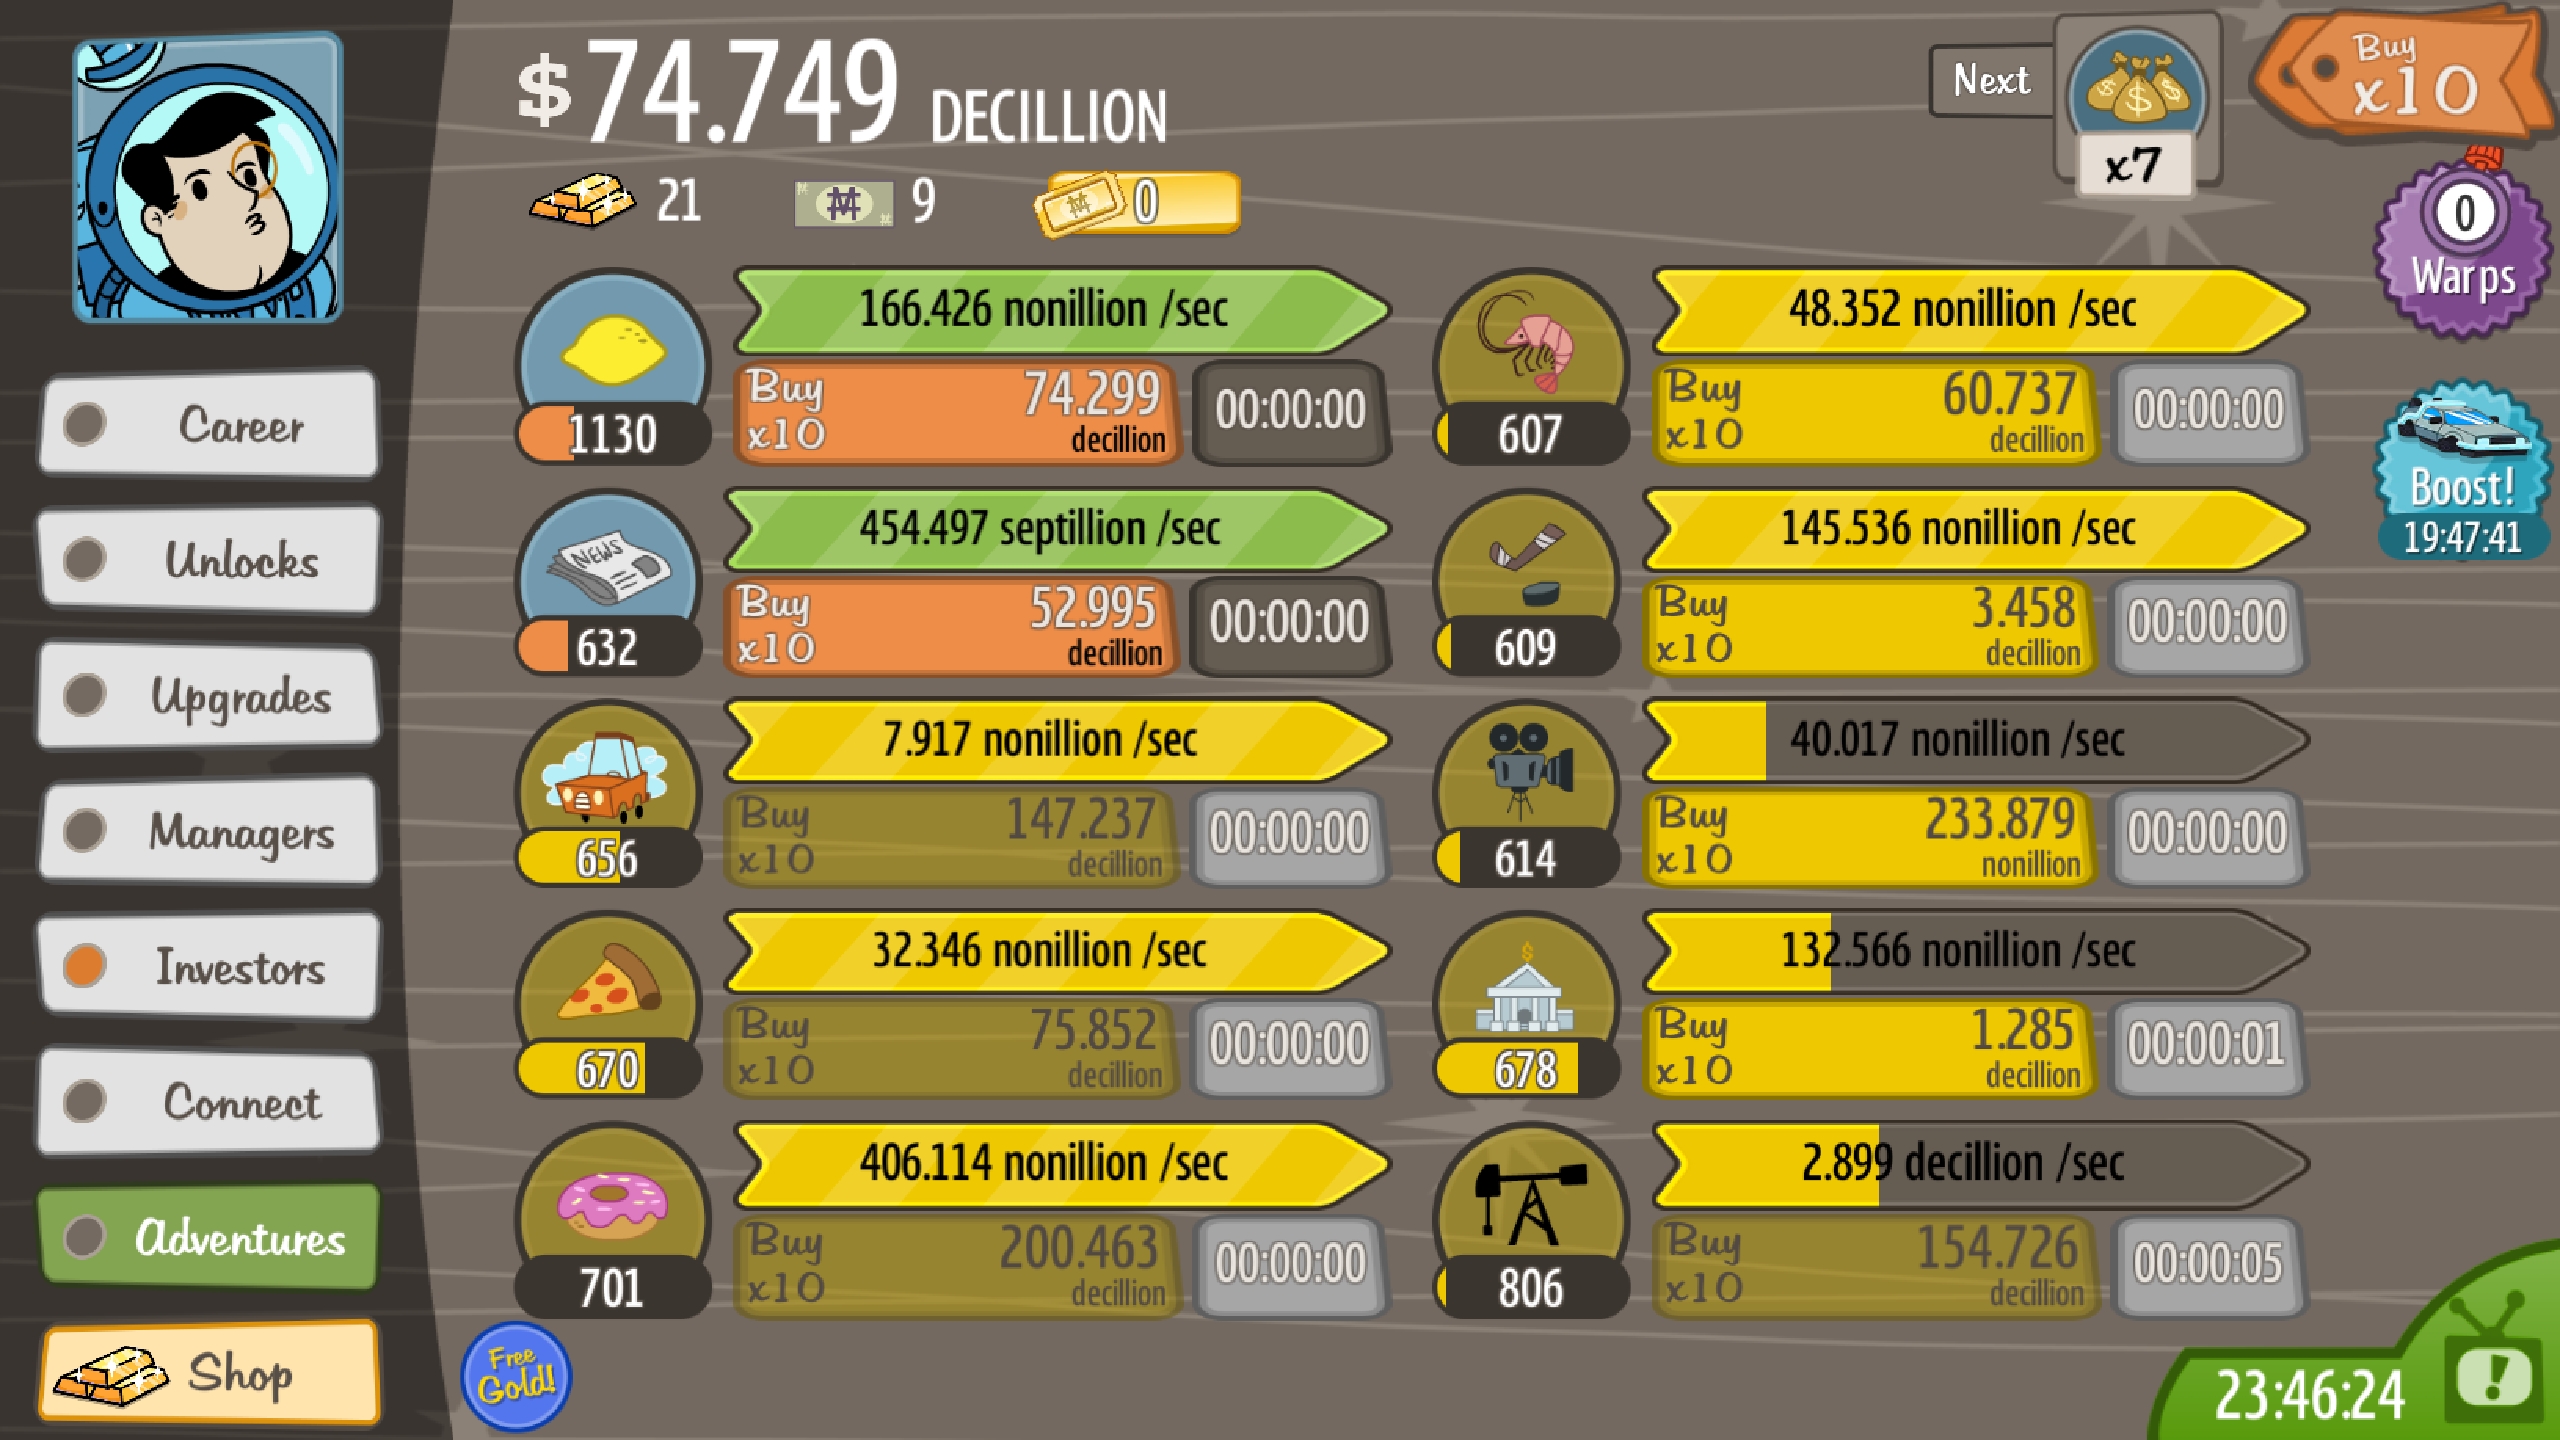 $74.749 DECILLION
21
9
0
Next
x7
Buy
x10
0
Warps
Boost!
19:47:41
Career
Unlocks
Upgrades
Managers
Investors
Connect
Adventures
Shop
166.426 nonillion /sec
1130
Buy
x10
74.299
decillion
00:00:00
NEWS
454.497 septillion /sec
632
Buy
x10
52.995
decillion
00:00:00
7.917 nonillion /sec
656
Buy
x10
147.237
decillion
00:00:00
32.346 nonillion /sec
670
Buy
x10
75.852
decillion
00:00:00
406.114 nonillion /sec
701
Buy
x10
200.463
decillion
00:00:00
48.352 nonillion /sec
607
Buy
x10
60.737
decillion
00:00:00
145.536 nonillion /sec
609
Buy
x10
3.458
decillion
00:00:00
40.017 nonillion /sec
614
Buy
x10
233.879
nonillion
00:00:00
132.566 nonillion /sec
678
Buy
x10
1.285
decillion
00:00:01
2.899 decillion /sec
806
Buy
x10
154.726
decillion
00:00:05
Free
Gold!
23:46:24